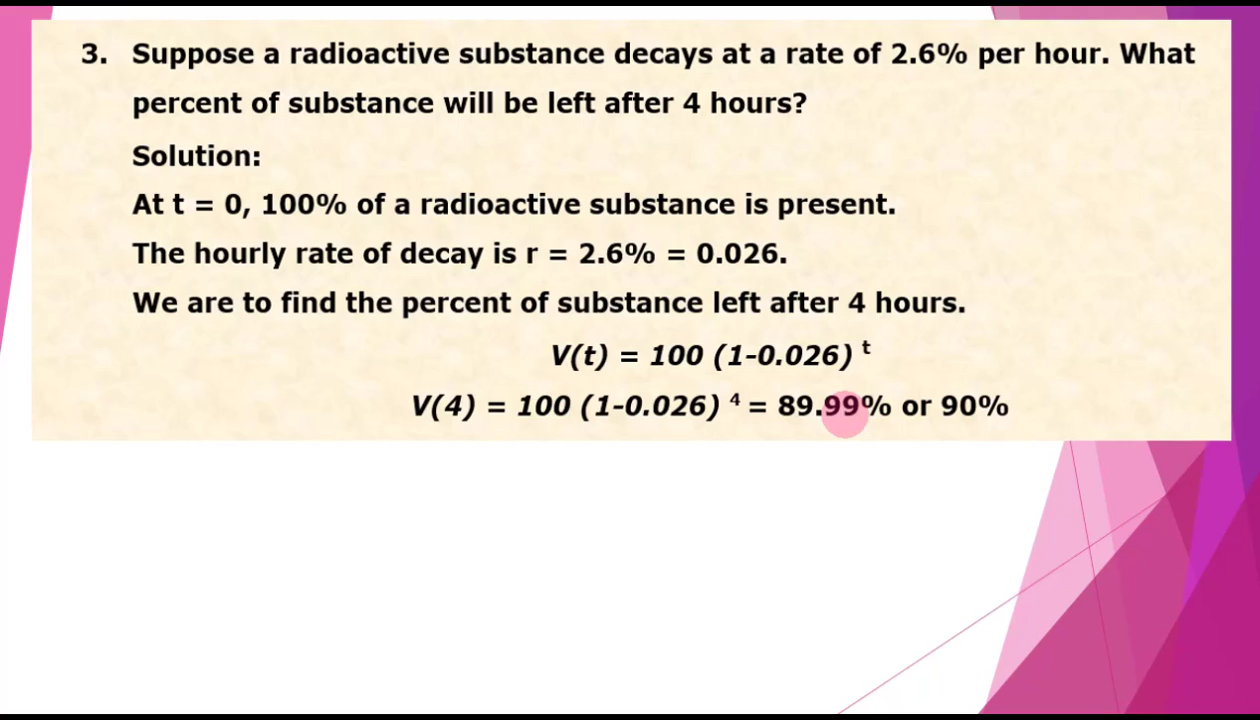 3. Suppose a radioactive substance decays at a rate of 2.6% per hour. What
percent of substance will be left after 4 hours?
Solution:
At t = 0, 100% of a radioactive substance is present.
The hourly rate of decay is r = 2.6% = 0.026.
We are to find the percent of substance left after 4 hours.
V(t) = 100 (1-0.026) ᵗ
V(4) = 100 (1-0.026) ⁴ = 89.99% or 90%